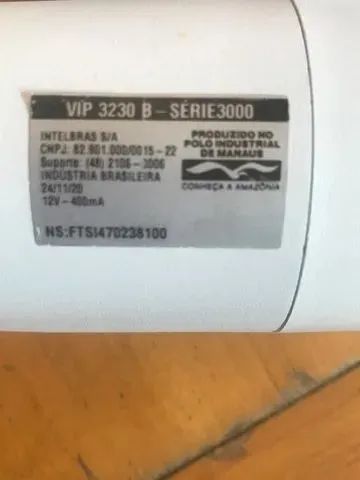 VIP 3230 B - SÉRIE3000
INTELBRAS S/A
CNPJ: 82.901.000/0015-22
Suporte: (48) 2106-0006
INDÚSTRIA BRASILEIRA
24/11/20
12V - 400mA
PRODUZIDO NO
POLO INDUSTRIAL
DE MANAUS
CONHEÇA A AMAZÔNIA
NS:FTSI470238100